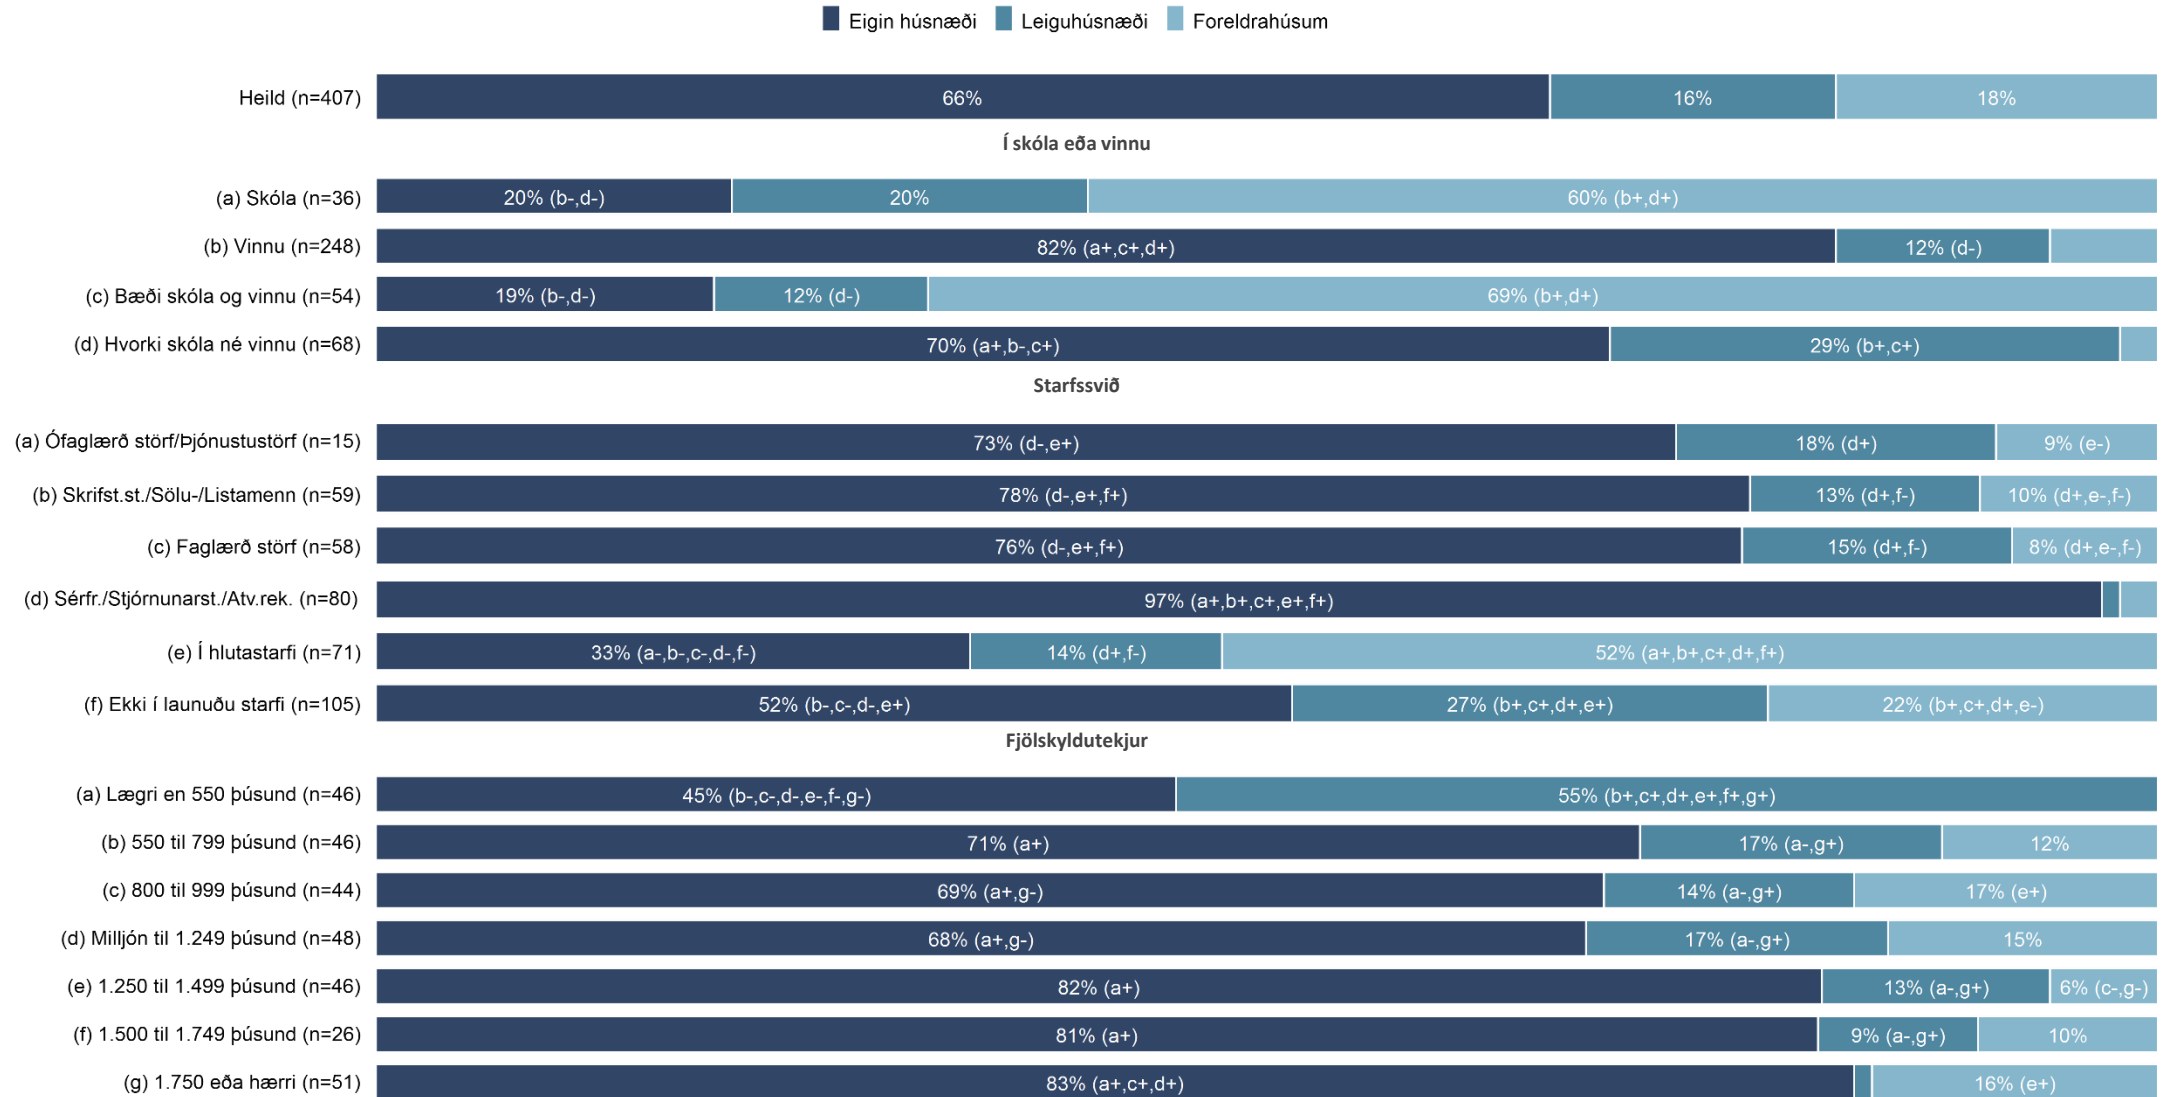 Eigin húsnæði Leiguhúsnæði Foreldrahúsum
Heild (n=407) 66% 16% 18%
Í skóla eða vinnu
(a) Skóla (n=36) 20% (b-,d-) 20% 60% (b+,d+)
(b) Vinnu (n=248) 82% (a+,c+,d+) 12% (d-)
(c) Bæði skóla og vinnu (n=54) 19% (b-,d-) 12% (d-) 69% (b+,d+)
(d) Hvorki skóla né vinnu (n=68) 70% (a+,b-,c+) 29% (b+,c+)
Starfssvið
(a) Ófaglærð störf/Þjónustustörf (n=15) 73% (d-,e+) 18% (d+) 9% (e-)
(b) Skrifst.st./Sölu-/Listamenn (n=59) 78% (d-,e+,f+) 13% (d+,f-) 10% (d+,e-,f-)
(c) Faglærð störf (n=58) 76% (d-,e+,f+) 15% (d+,f-) 8% (d+,e-,f-)
(d) Sérfr./Stjórnunarst./Atv.rek. (n=80) 97% (a+,b+,c+,e+,f+)
(e) Í hlutastarfi (n=71) 33% (a-,b-,c-,d-,f-) 14% (d+,f-) 52% (a+,b+,c+,d+,f+)
(f) Ekki í launuðu starfi (n=105) 52% (b-,c-,d-,e+) 27% (b+,c+,d+,e+) 22% (b+,c+,d+,e-)
Fjölskyldutekjur
(a) Lægri en 550 þúsund (n=46) 45% (b-,c-,d-,e-,f-,g-) 55% (b+,c+,d+,e+,f+,g+)
(b) 550 til 799 þúsund (n=46) 71% (a+) 17% (a-,g+) 12%
(c) 800 til 999 þúsund (n=44) 69% (a+,g-) 14% (a-,g+) 17% (e+)
(d) Milljón til 1.249 þúsund (n=48) 68% (a+,g-) 17% (a-,g+) 15%
(e) 1.250 til 1.499 þúsund (n=46) 82% (a+) 13% (a-,g+) 6% (c-,g-)
(f) 1.500 til 1.749 þúsund (n=26) 81% (a+) 9% (a-,g+) 10%
(g) 1.750 eða hærri (n=51) 83% (a+,c+,d+) 16% (e+)